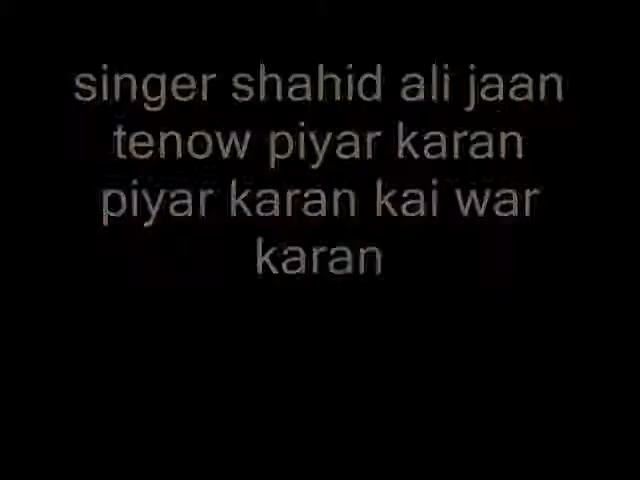 singer shahid ali jaan
tenow piyar karan
piyar karan kai war
karan